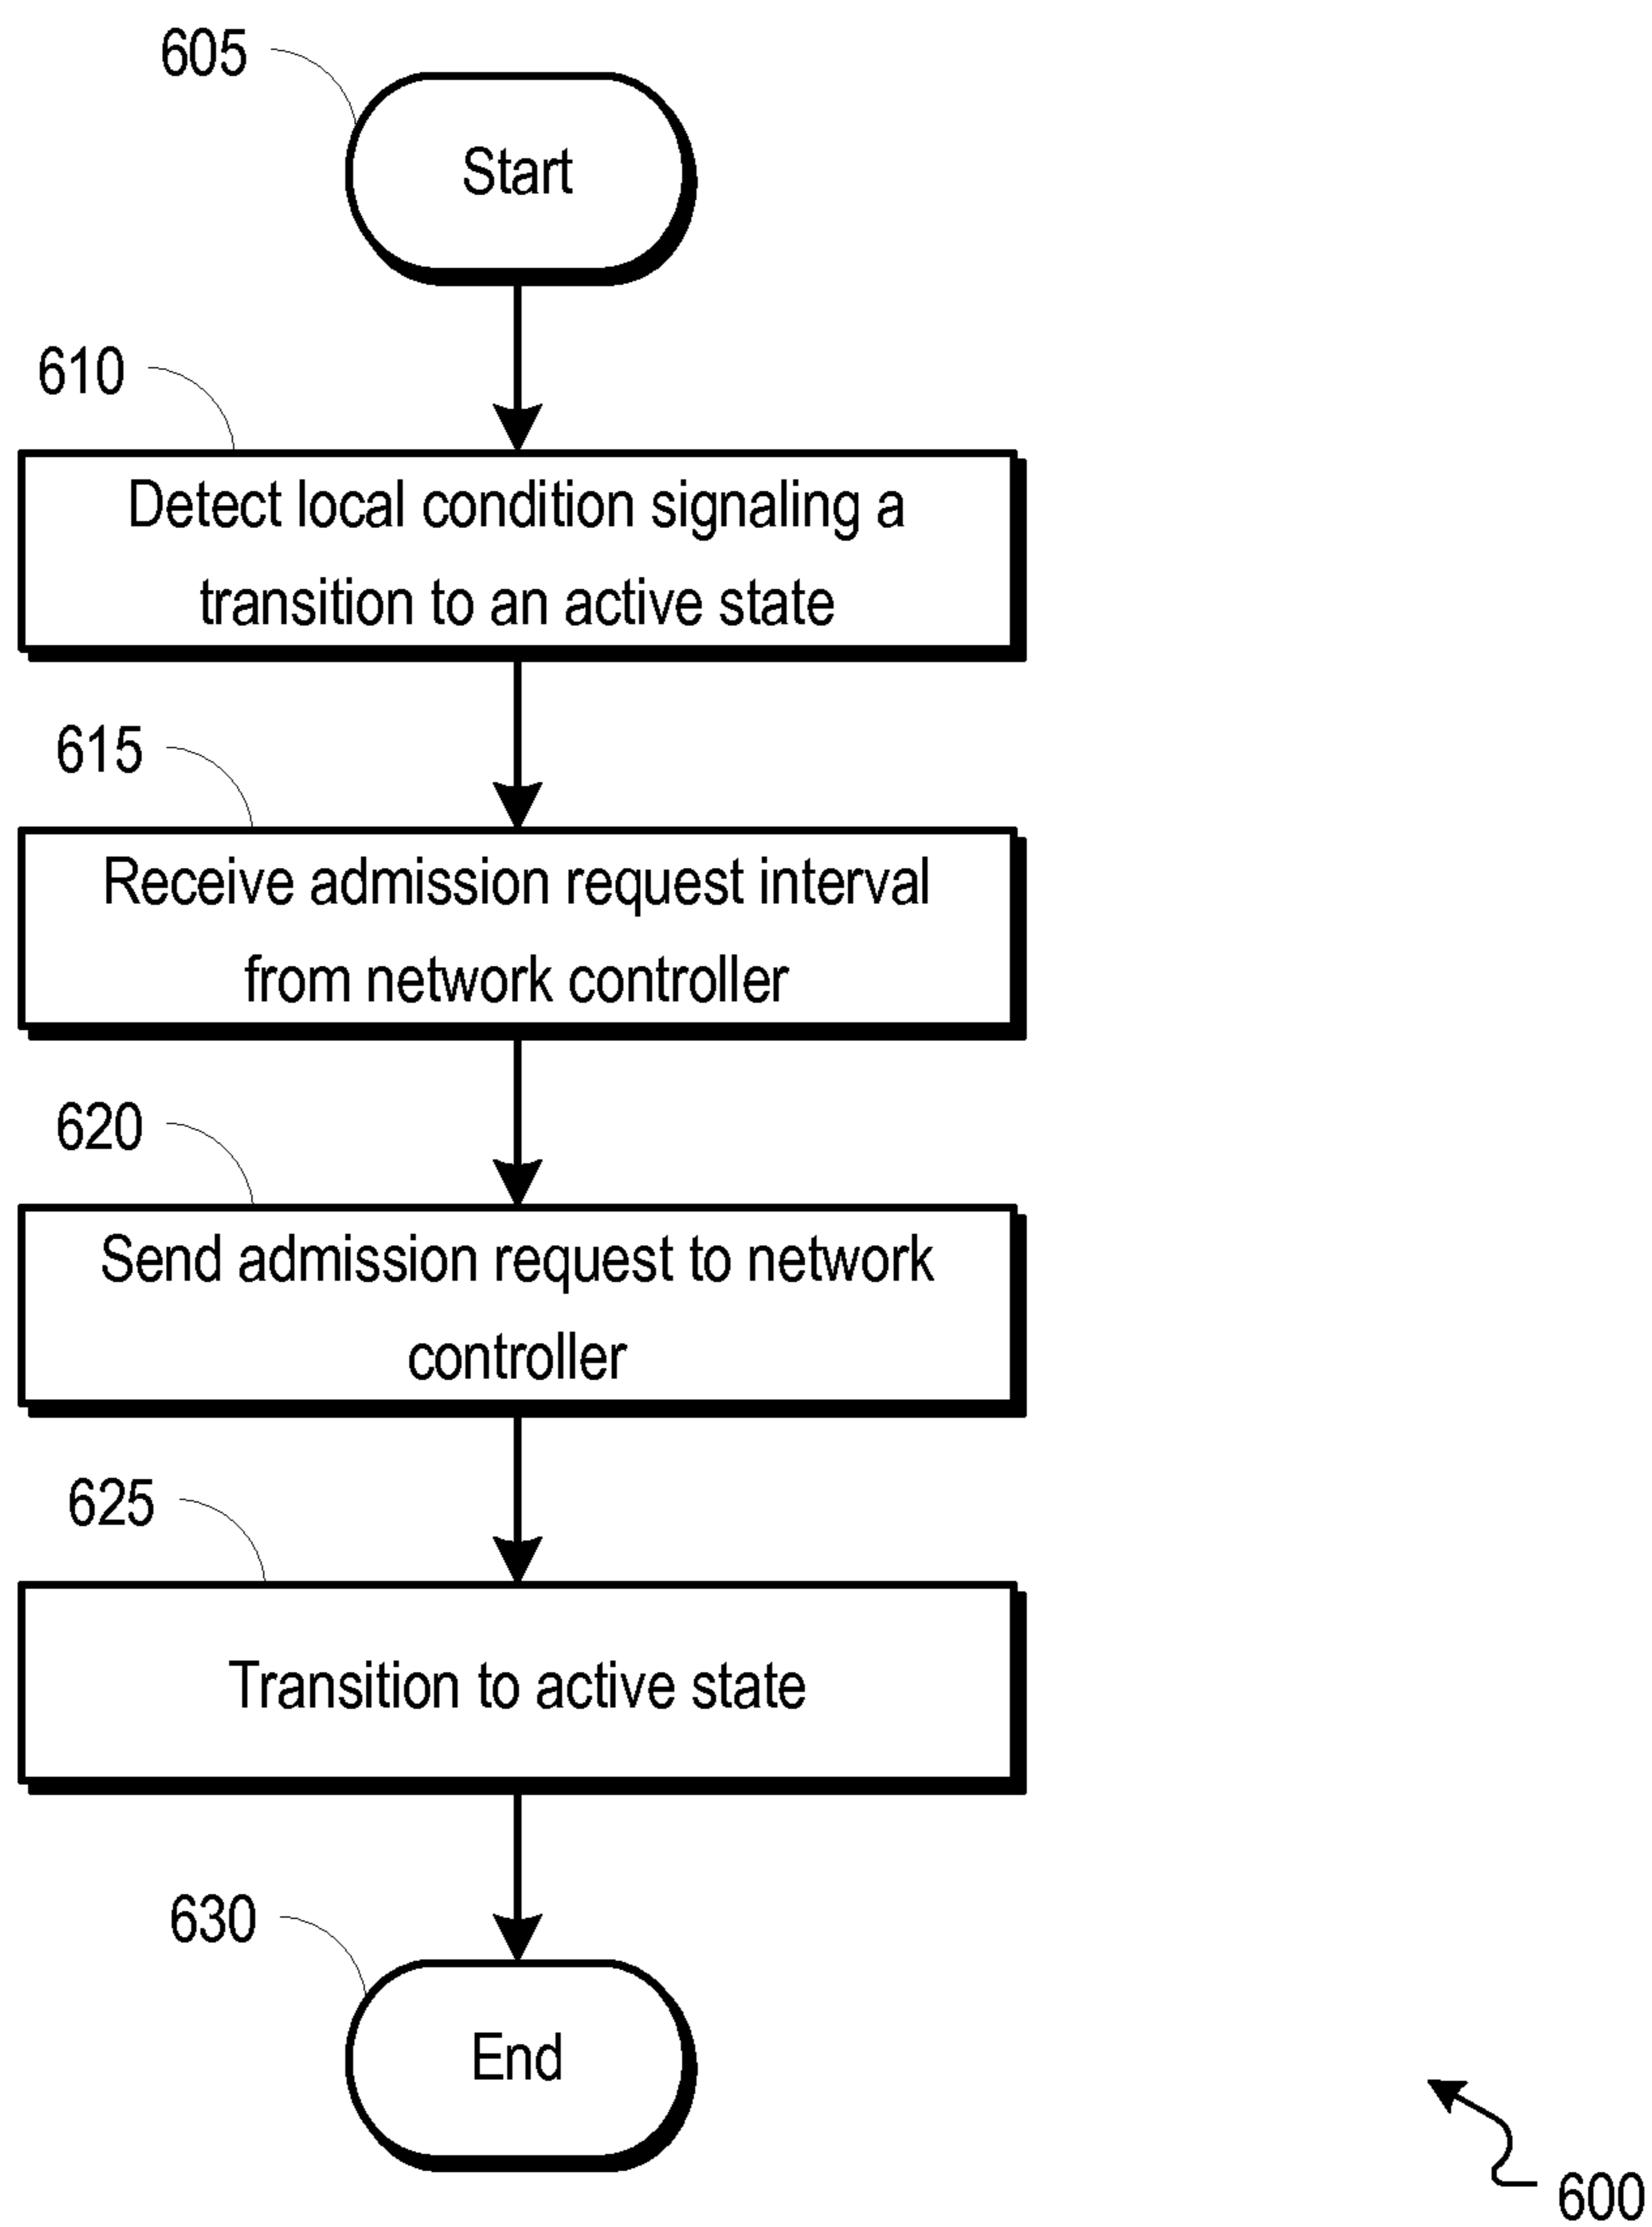 605
Start
610
Detect local condition signaling a
transition to an active state
615
Receive admission request interval
from network controller
620
Send admission request to network
controller
625
Transition to active state
630
End
600